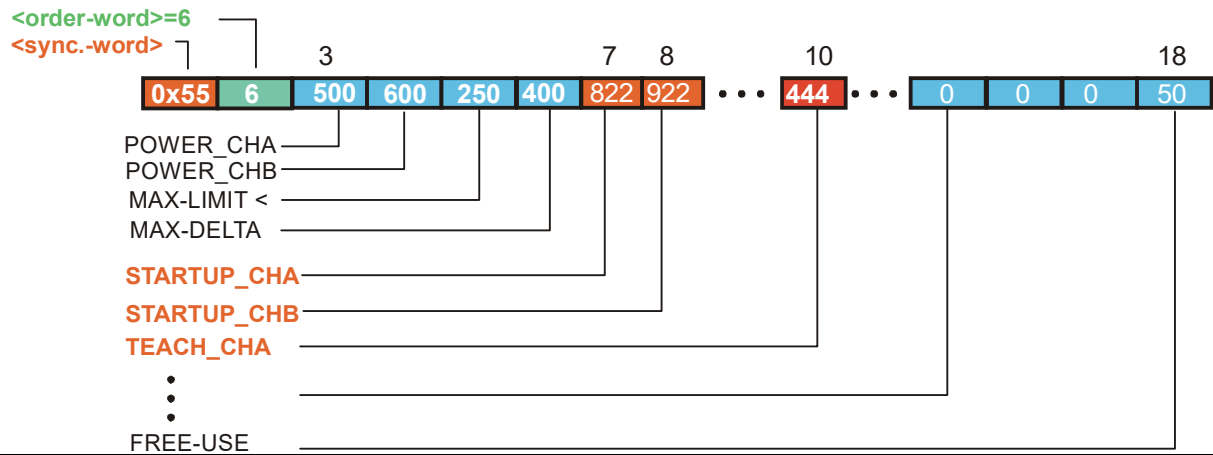 <order-word>=6
<sync.-word>
3 7 8 10 18
0x55 6 500 600 250 400 822 922 • • • 444 • • • 0 0 0 50
POWER_CHA
POWER_CHB
MAX-LIMIT <
MAX-DELTA
STARTUP_CHA
STARTUP_CHB
TEACH_CHA
FREE-USE